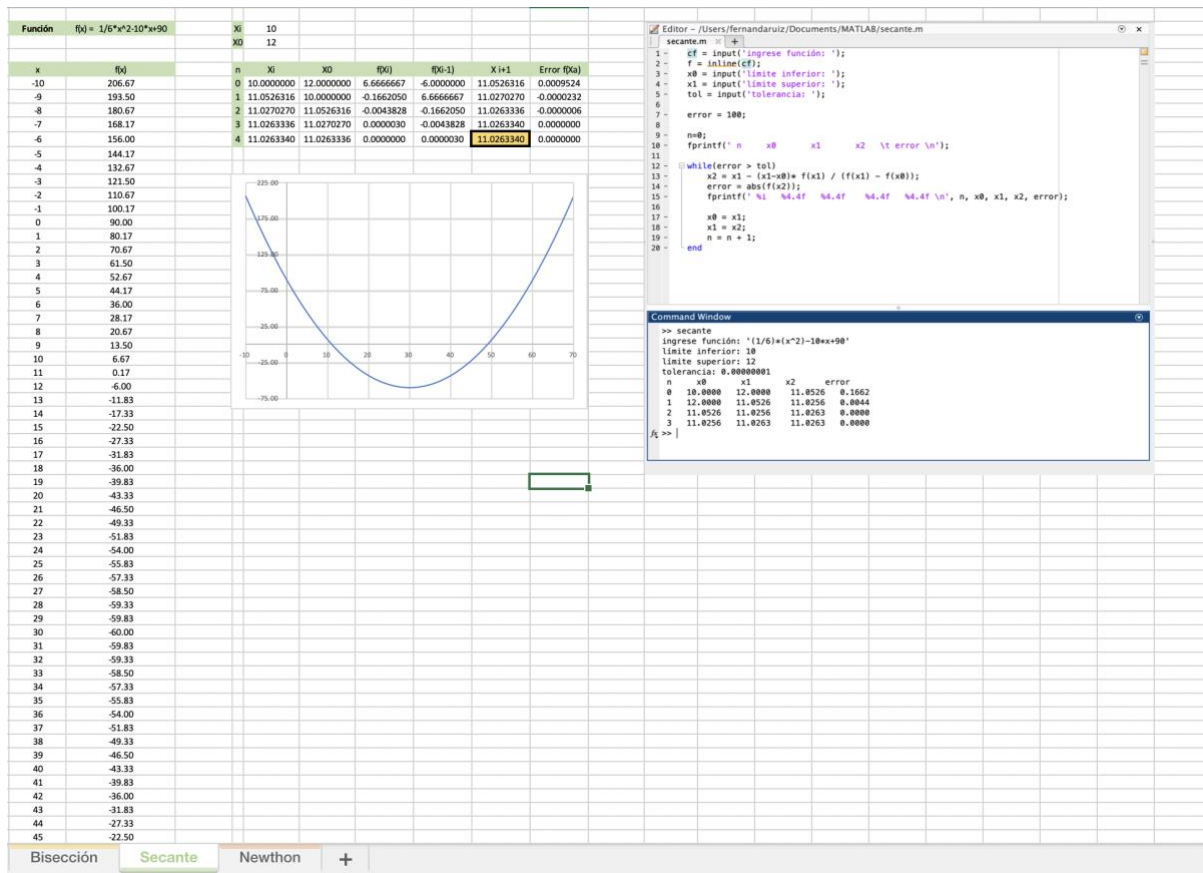 Función f(x) = 1/6*x^2-10*x+90 Xi 10
X0 12
x f(x) n Xi X0 f(Xi) f(Xi-1) X i+1 Error f(Xa)
-10 206.67 0 10.0000000 12.0000000 6.6666667 -6.0000000 11.0526316 0.0009524
-9 193.50 1 11.0526316 10.0000000 -0.1662050 6.6666667 11.0270270 -0.0000232
-8 180.67 2 11.0270270 11.0526316 -0.0043828 -0.1662050 11.0263336 -0.0000006
-7 168.17 3 11.0263336 11.0270270 0.0000030 -0.0043828 11.0263340 0.0000000
-6 156.00 4 11.0263340 11.0263336 0.0000000 0.0000030 11.0263340 0.0000000
-5 144.17
-4 132.67
-3 121.50
-2 110.67
-1 100.17
0 90.00
1 80.17
2 70.67
3 61.50
4 52.67
5 44.17
6 36.00
7 28.17
8 20.67
9 13.50
10 6.67
11 0.17
12 -6.00
13 -11.83
14 -17.33
15 -22.50
16 -27.33
17 -31.83
18 -36.00
19 -39.83
20 -43.33
21 -46.50
22 -49.33
23 -51.83
24 -54.00
25 -55.83
26 -57.33
27 -58.50
28 -59.33
29 -59.83
30 -60.00
31 -59.83
32 -59.33
33 -58.50
34 -57.33
35 -55.83
36 -54.00
37 -51.83
38 -49.33
39 -46.50
40 -43.33
41 -39.83
42 -36.00
43 -31.83
44 -27.33
45 -22.50
225.00
175.00
125.00
75.00
25.00
-10 0 10 20 30 40 50 60 70
-25.00
-75.00
Editor - /Users/fernandaruiz/Documents/MATLAB/secante.m
secante.m × +
1 - cf = input('ingrese función: ');
2 - f = inline(cf);
3 - x0 = input('límite inferior: ');
4 - x1 = input('límite superior: ');
5 - tol = input('tolerancia: ');
6
7 - error = 100;
8
9 - n=0;
10 - fprintf(' n x0 x1 x2 \t error \n');
11
12 - while(error > tol)
13 - x2 = x1 - (x1-x0)* f(x1) / (f(x1) - f(x0));
14 - error = abs(f(x2));
15 - fprintf(' %i %4.4f %4.4f %4.4f %4.4f \n', n, x0, x1, x2, error);
16
17 - x0 = x1;
18 - x1 = x2;
19 - n = n + 1;
20 - end
Command Window
>> secante
ingrese función: '(1/6)*(x^2)-10*x+90'
límite inferior: 10
límite superior: 12
tolerancia: 0.00000001
n x0 x1 x2 error
0 10.0000 12.0000 11.0526 0.1662
1 12.0000 11.0526 11.0256 0.0044
2 11.0526 11.0256 11.0263 0.0000
3 11.0256 11.0263 11.0263 0.0000
fx >>
Bisección Secante Newthon +